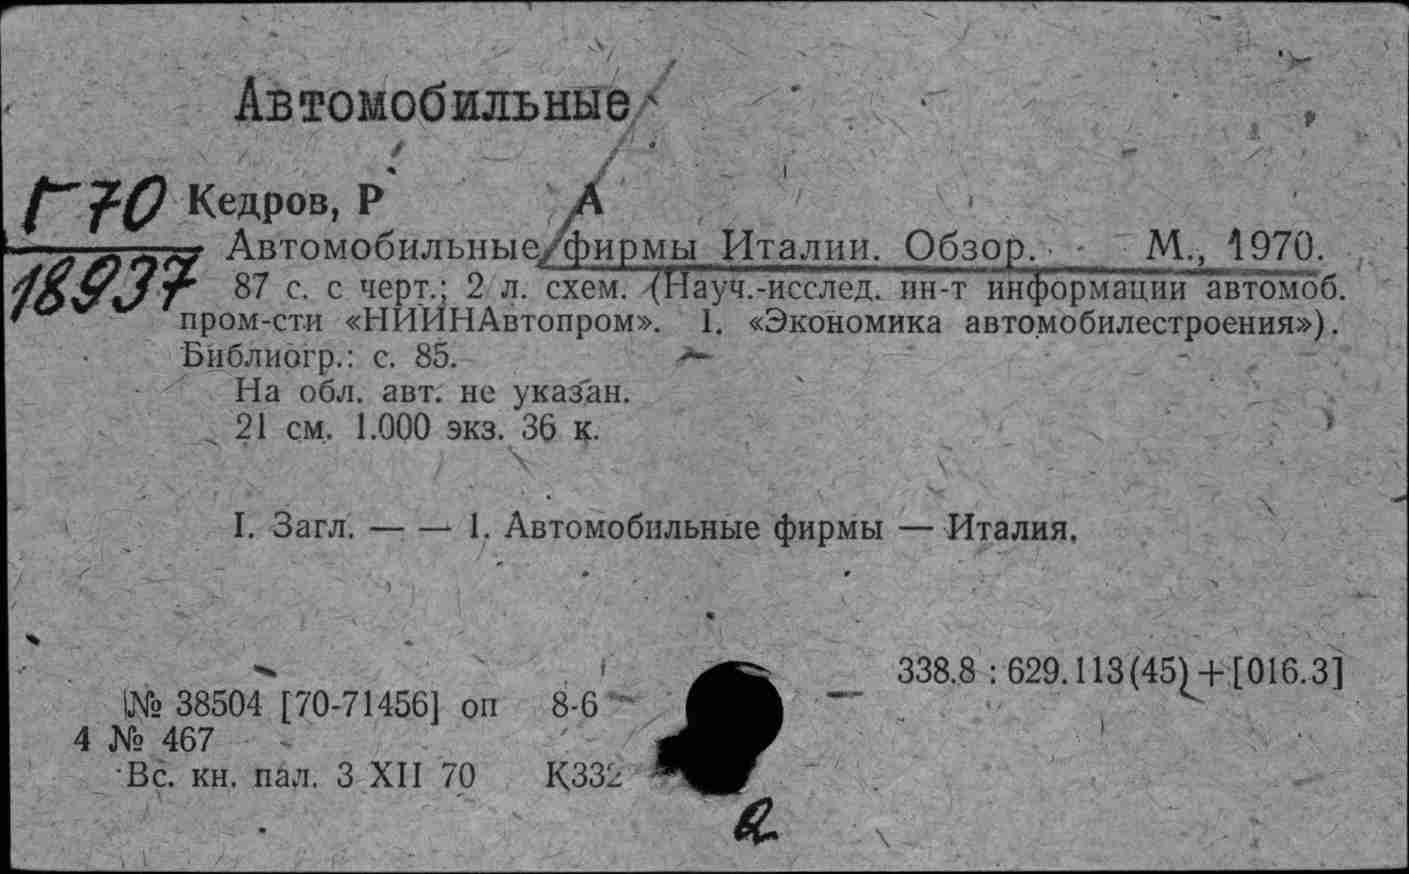 Автомобильные
Г70 Кедров, Р А
18937
Автомобильные фирмы Италии. Обзор. М., 1970.
87 с. с черт.; 2 л. схем. (Науч.-исслед. ин-т информации автомоб.
пром-сти «НИИНАвтопром». 1. «Экономика автомобилестроения»).
Библиогр.: с. 85.
На обл. авт. не указан.
21 см. 1.000 экз. 36 к.
I. Загл. — — 1. Автомобильные фирмы — Италия.
338.8 : 629.113(45)+[016.3]
№ 38504 [70-71456] оп 8-6
4 № 467
Вс. кн. пал. 3 XII 70 К332